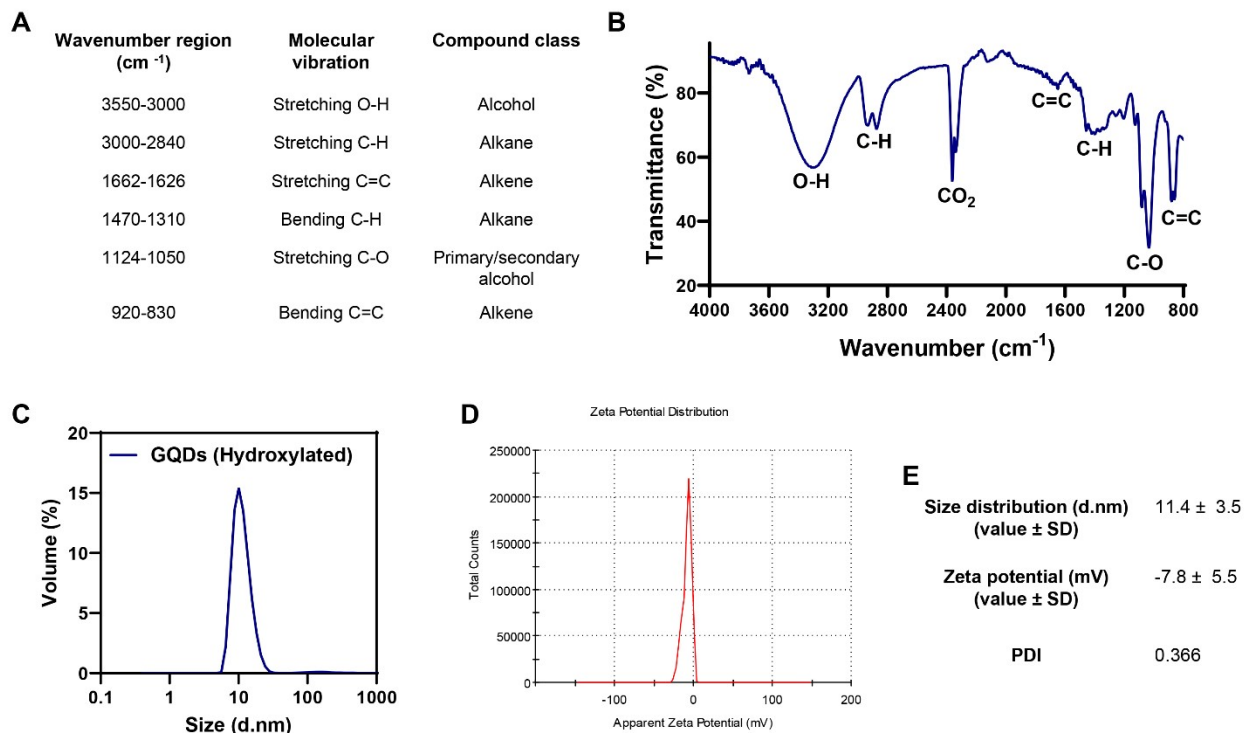 A
Wavenumber region (cm -1) Molecular vibration Compound class
3550-3000 Stretching O-H Alcohol
3000-2840 Stretching C-H Alkane
1662-1626 Stretching C=C Alkene
1470-1310 Bending C-H Alkane
1124-1050 Stretching C-O Primary/secondary alcohol
920-830 Bending C=C Alkene
B
Transmittance (%)
80
60
40
20
O-H
C-H
CO2
C=C
C-H
C-O
C=C
4000 3600 3200 2800 2400 2000 1600 1200 800
Wavenumber (cm-1)
C
GQDs (Hydroxylated)
Volume (%)
20
15
10
5
0
0.1 1 10 100 1000
Size (d.nm)
D
Zeta Potential Distribution
Total Counts
250000
200000
150000
100000
50000
0
-100 0 100 200
Apparent Zeta Potential (mV)
E
Size distribution (d.nm) 11.4 ± 3.5
(value ± SD)
Zeta potential (mV) -7.8 ± 5.5
(value ± SD)
PDI 0.366